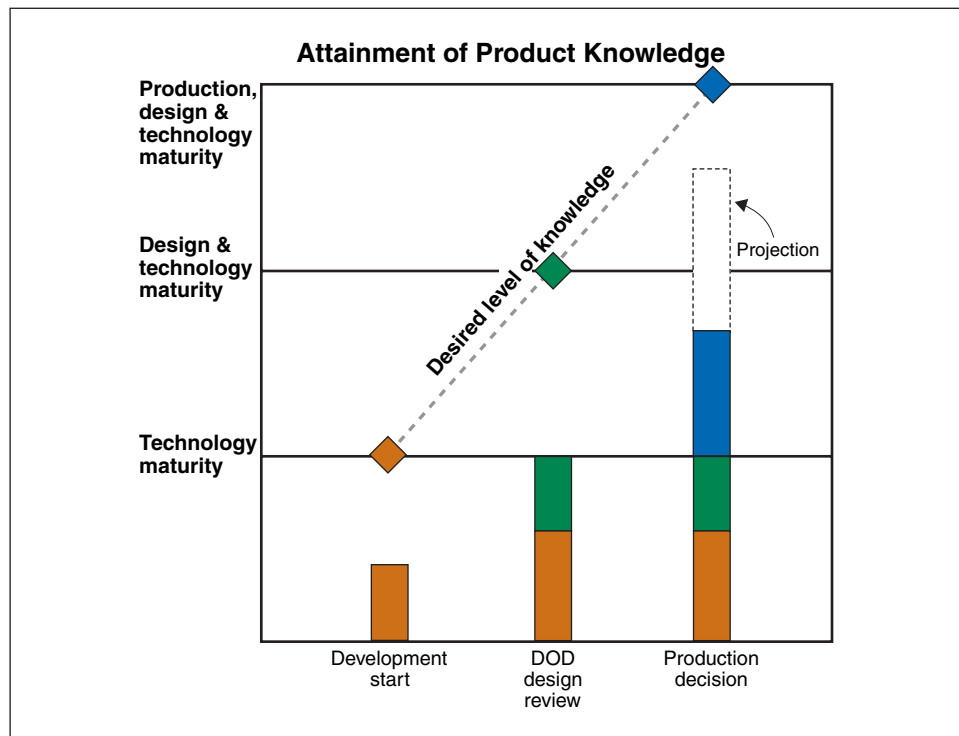 Attainment of Product Knowledge
Production,
design &
technology
maturity
Desired level of knowledge
Projection
Design &
technology
maturity
Technology
maturity
Development
start
DOD
design
review
Production
decision